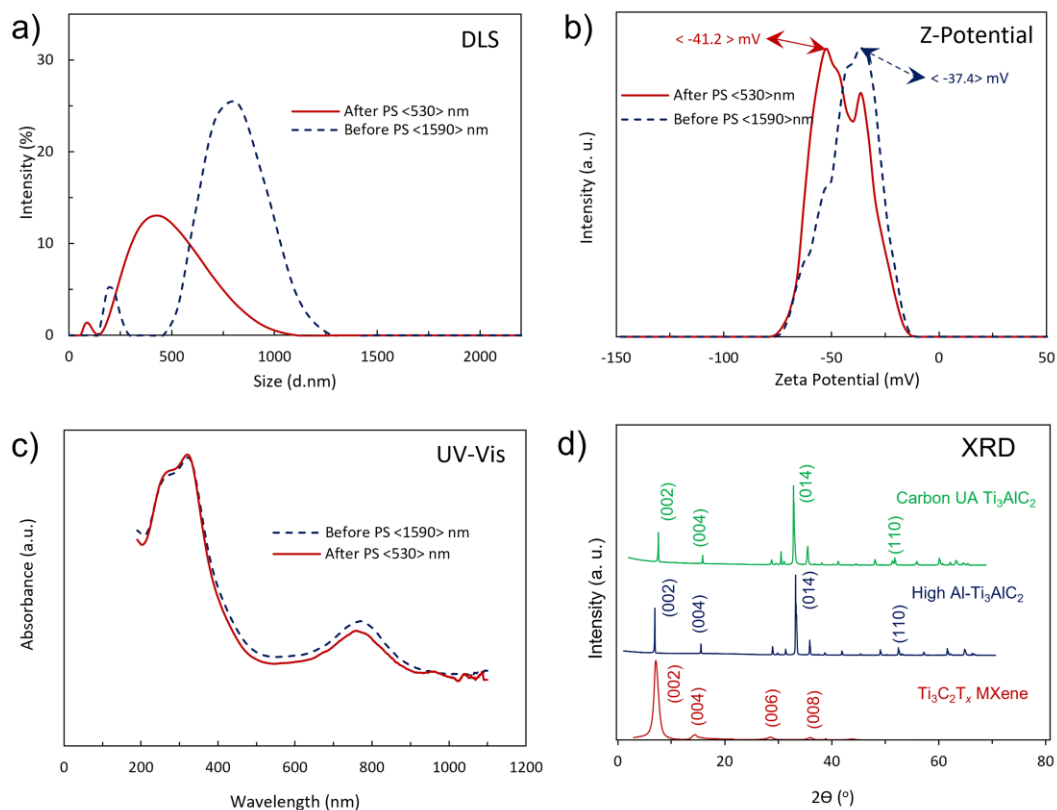 a)
DLS
30
20
10
0
Intensity (%)
After PS <530> nm
Before PS <1590> nm
0
500
1000
1500
2000
Size (d.nm)
b)
Z-Potential
< -41.2 > mV
< -37.4> mV
After PS <530>nm
Before PS <1590>nm
Intensity (a. u.)
-150
-100
-50
0
50
Zeta Potential (mV)
c)
UV-Vis
Before PS <1590> nm
After PS <530> nm
Absorbance (a.u.)
0
200
400
600
800
1000
1200
Wavelength (nm)
d)
XRD
(002)
(004)
(014)
(110)
Carbon UA Ti₃AlC₂
(002)
(004)
(014)
(110)
High Al-Ti₃AlC₂
(002)
(004)
(006)
(008)
Ti₃C₂Tₓ MXene
Intensity (a. u.)
0
20
40
60
80
2Θ (°)